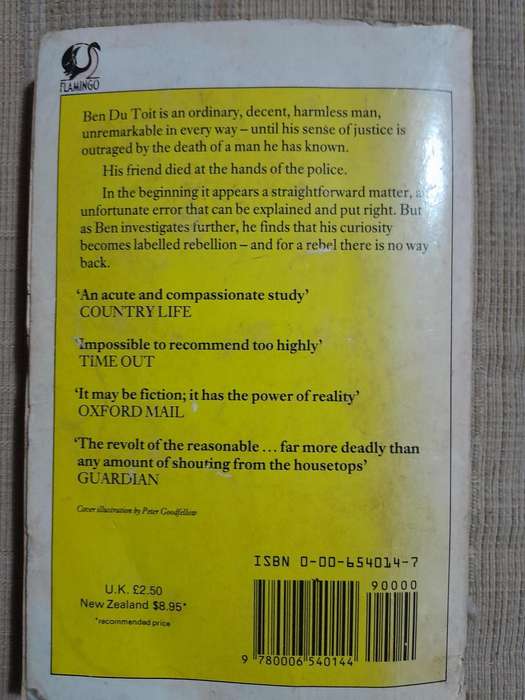 FLAMINGO
Ben Du Toit is an ordinary, decent, harmless man,
unremarkable in every way – until his sense of justice is
outraged by the death of a man he has known.
His friend died at the hands of the police.
In the beginning it appears a straightforward matter,
unfortunate error that can be explained and put right. But
as Ben investigates further, he finds that his curiosity
becomes labelled rebellion – and for a rebel there is no way
back.
‘An acute and compassionate study’
COUNTRY LIFE
‘Impossible to recommend too highly’
TIME OUT
‘It may be fiction; it has the power of reality’
OXFORD MAIL
‘The revolt of the reasonable ... far more deadly than
any amount of shouting from the housetops’
GUARDIAN
Cover illustration by Peter Goodfellow
ISBN 0-00-654014-7
U.K. £2.50
New Zealand $8.95*
*recommended price
90000
9 780006 540144